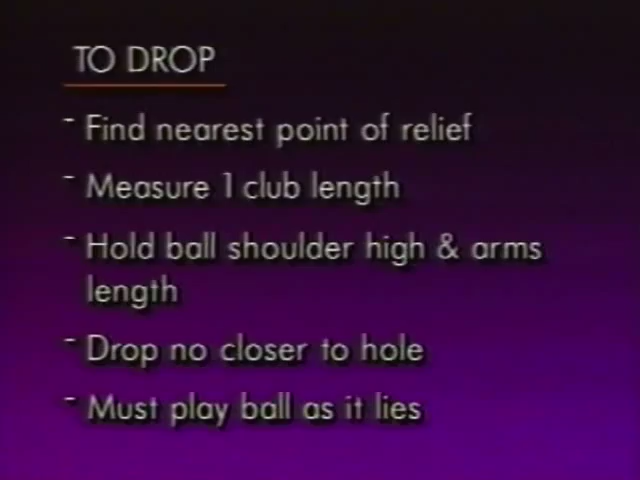 TO DROP
- Find nearest point of relief
- Measure 1 club length
- Hold ball shoulder high & arms
length
- Drop no closer to hole
- Must play ball as it lies